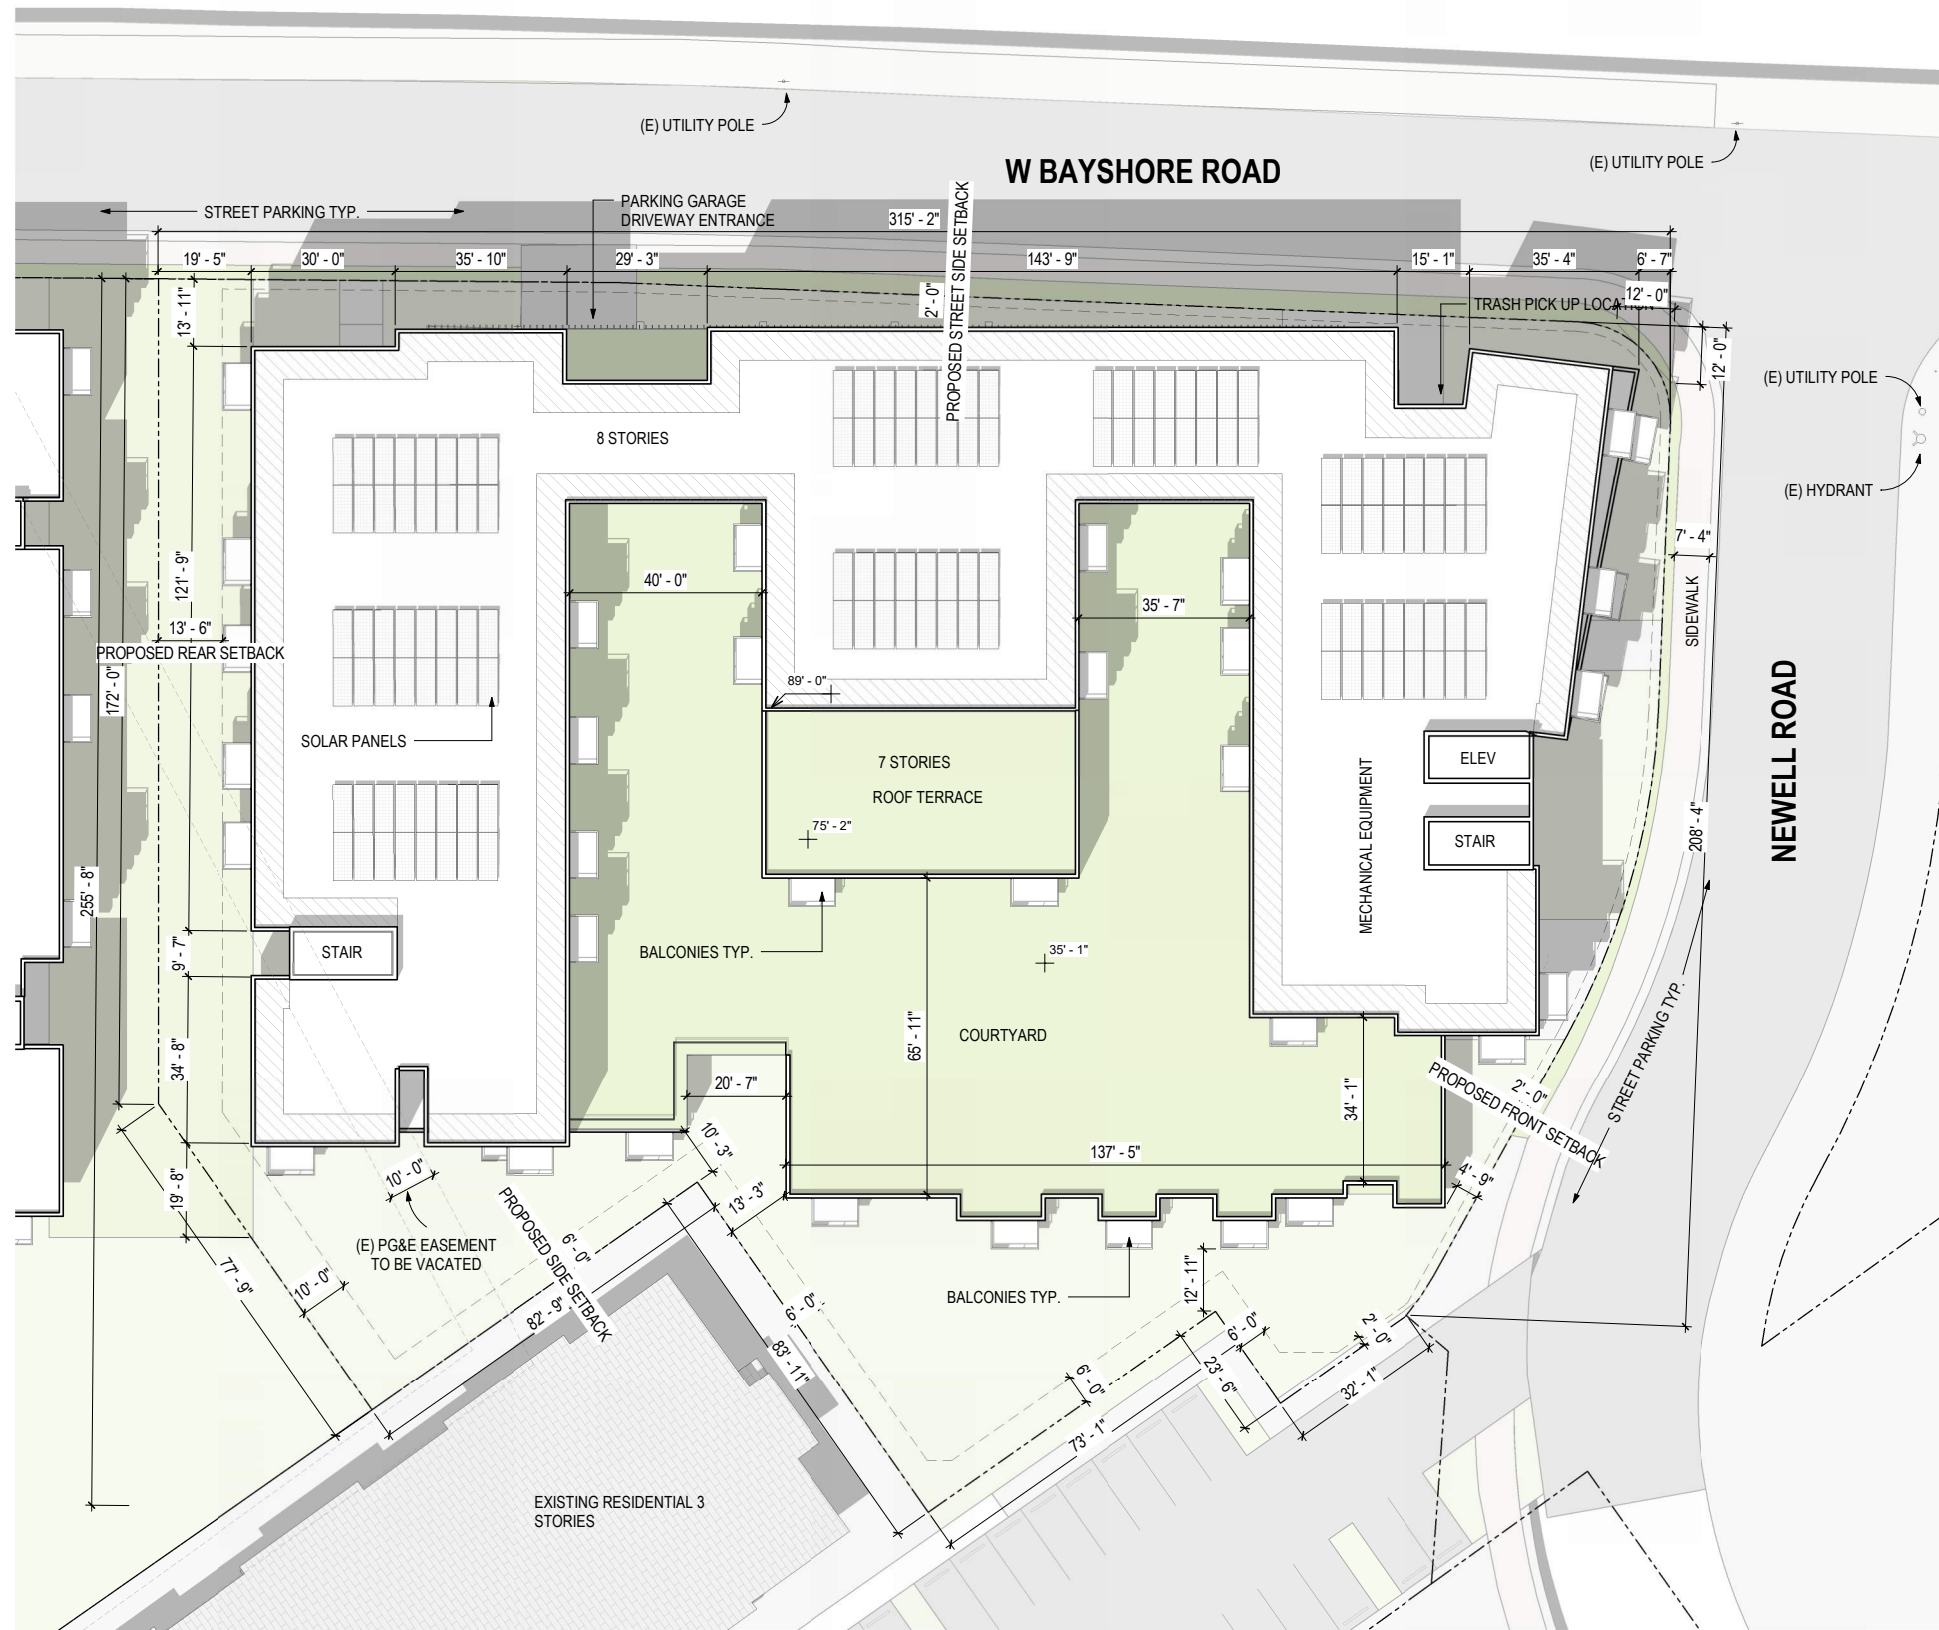 (E) UTILITY POLE
(E) UTILITY POLE
W BAYSHORE ROAD
STREET PARKING TYP.
PARKING GARAGE
DRIVEWAY ENTRANCE
315' - 2"
19' - 5"
30' - 0"
35' - 10"
29' - 3"
143' - 9"
15' - 1"
35' - 4"
6' - 7"
13' - 11"
2' - 0"
PROPOSED STREET SIDE SETBACK
12' - 0"
TRASH PICK UP LOCATION
12' - 0"
(E) UTILITY POLE
8 STORIES
(E) HYDRANT
7' - 4"
121' - 9"
40' - 0"
35' - 7"
SIDEWALK
13' - 6"
PROPOSED REAR SETBACK
172' - 0"
89' - 0"
SOLAR PANELS
NEWELL ROAD
7 STORIES
ROOF TERRACE
ELEV
75' - 2"
STAIR
MECHANICAL EQUIPMENT
208' - 4"
255' - 8"
9' - 7"
STAIR
BALCONIES TYP.
35' - 1"
COURTYARD
65' - 11"
STREET PARKING TYP.
34' - 8"
20' - 7"
34' - 1"
2' - 0"
PROPOSED FRONT SETBACK
10' - 3"
137' - 5"
4' - 9"
10' - 0"
19' - 8"
13' - 3"
(E) PG&E EASEMENT
TO BE VACATED
PROPOSED SIDE SETBACK
6' - 0"
77' - 9"
10' - 0"
82' - 9"
12' - 11"
BALCONIES TYP.
6' - 0"
83' - 11"
6' - 0"
2' - 0"
6' - 0"
23' - 6"
32' - 1"
73' - 1"
EXISTING RESIDENTIAL 3
STORIES